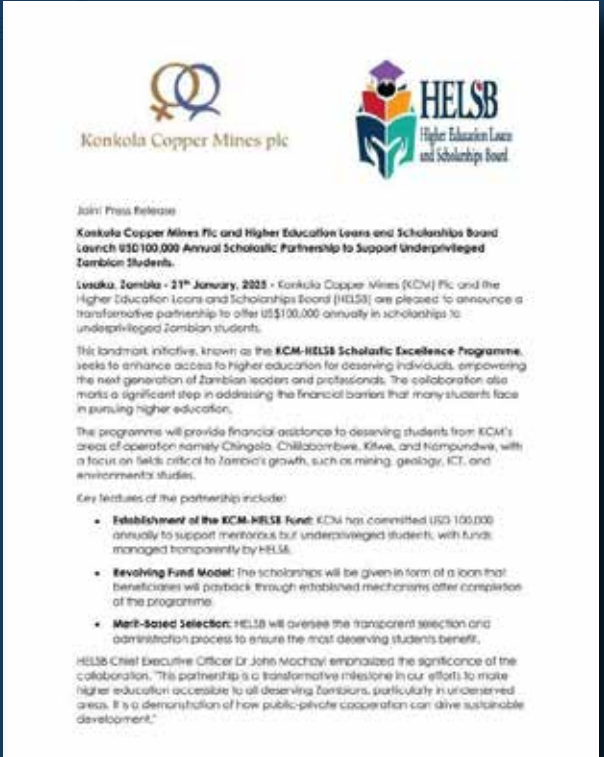 Konkola Copper Mines plc
HELSB
Higher Education Loans
and Scholarships Board
Joint Press Release
Konkola Copper Mines Plc and Higher Education Loans and Scholarships Board
Launch USD100,000 Annual Scholastic Partnership to Support Underprivileged
Zambian Students.
Lusaka, Zambia - 21st January, 2025 - Konkola Copper Mines (KCM) Plc and the
Higher Education Loans and Scholarships Board (HELSB) are pleased to announce a
transformative partnership to offer US$100,000 annually in scholarships to
underprivileged Zambian students.
This landmark initiative, known as the KCM-HELSB Scholastic Excellence Programme,
seeks to enhance access to higher education for deserving individuals, empowering
the next generation of Zambian leaders and professionals. The collaboration also
marks a significant step in addressing the financial barriers that many students face
in pursuing higher education.
The programme will provide financial assistance to deserving students from KCM's
areas of operation namely Chingola, Chililabombwe, Kitwe, and Nampundwe, with
a focus on fields critical to Zambia's growth, such as mining, geology, ICT, and
environmental studies.
Key features of the partnership include:
• Establishment of the KCM-HELSB Fund: KCM has committed USD 100,000
annually to support meritorious but underprivileged students, with funds
managed transparently by HELSB.
• Revolving Fund Model: The scholarships will be given in form of a loan that
beneficiaries will payback through established mechanisms after completion
of the programme.
• Merit-Based Selection: HELSB will oversee the transparent selection and
administration process to ensure the most deserving students benefit.
HELSB Chief Executive Officer Dr John Machayi emphasized the significance of the
collaboration. "This partnership is a transformative milestone in our efforts to make
higher education accessible to all deserving Zambians, particularly in underserved
areas. It is a demonstration of how public-private cooperation can drive sustainable
development."